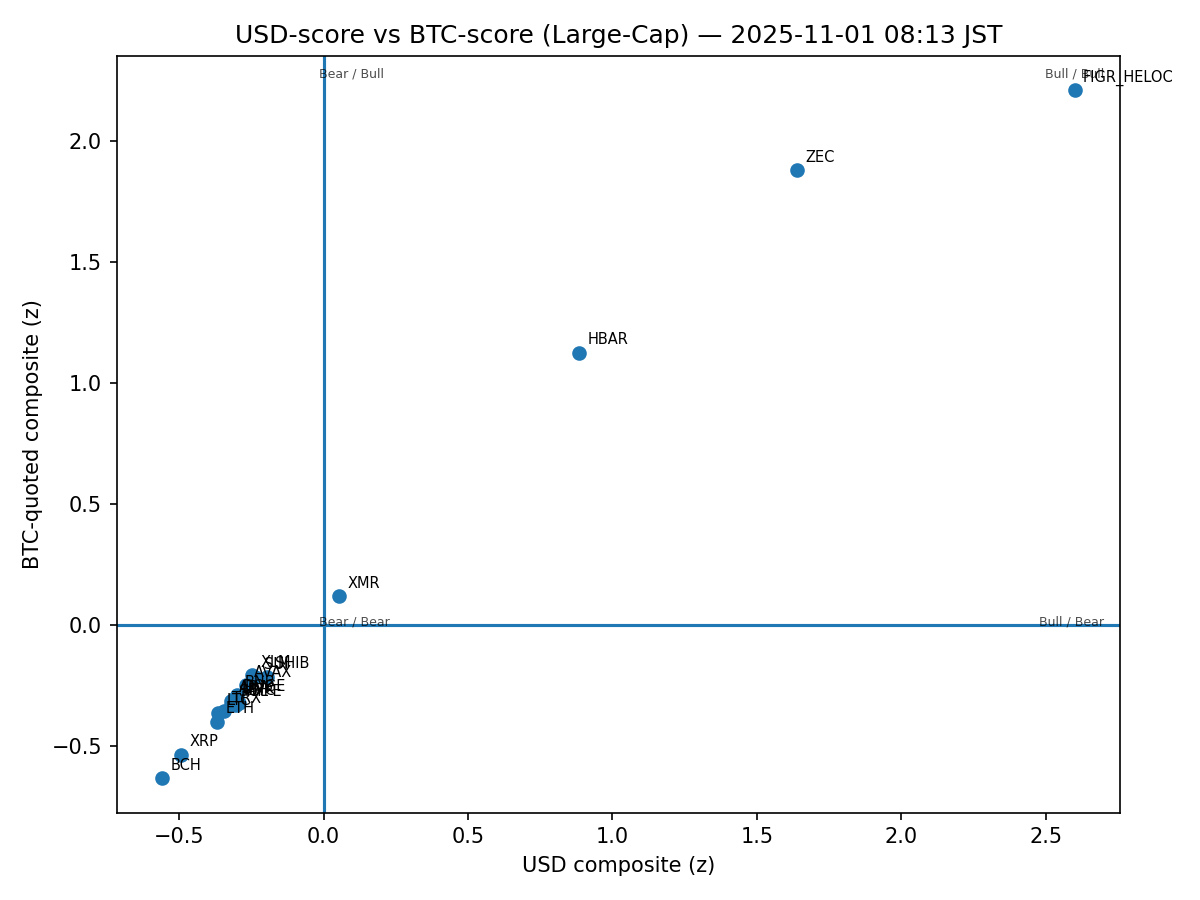 USD-score vs BTC-score (Large-Cap) — 2025-11-01 08:13 JST
Bear / Bull
Bull / Bull
FIGR_HELOC
ZEC
HBAR
XMR
Bear / Bear
Bull / Bear
XLM
SHIB
AVAX
ETH
XRP
BCH
2.0
1.5
1.0
0.5
0.0
−0.5
BTC-quoted composite (z)
−0.5
0.0
0.5
1.0
1.5
2.0
2.5
USD composite (z)